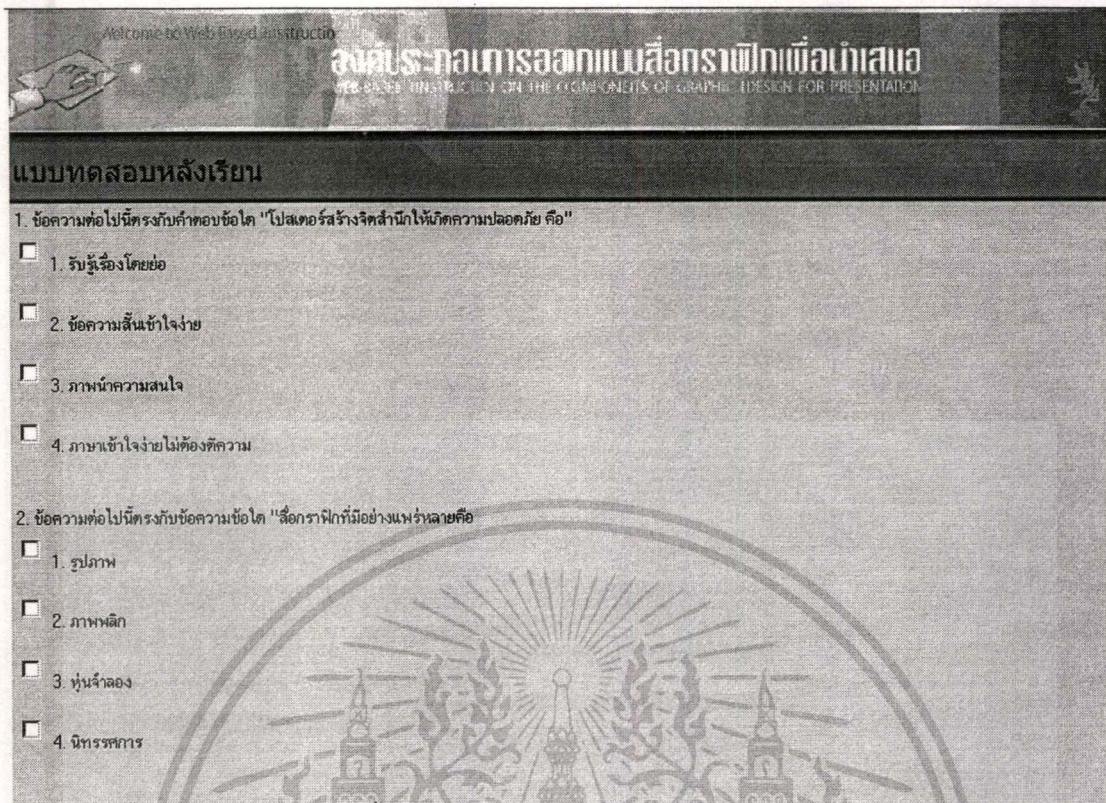 Welcome to Web Based Instructio
องค์ประกอบการออกแบบสื่อกราฟิกเพื่อนำเสนอ
WEB BASED INSTRUCTION ON THE COMPONENTS OF GRAPHIC DESIGN FOR PRESENTATION
แบบทดสอบหลังเรียน
1. ข้อความต่อไปนี้ตรงกับคำตอบข้อใด "โปสเตอร์สร้างจิตสำนึกให้เกิดความปลอดภัย คือ"
1. รับรู้เรื่องโดยย่อ
2. ข้อความสั้นเข้าใจง่าย
3. ภาพนำความสนใจ
4. ภาษาเข้าใจง่ายไม่ต้องตีความ
2. ข้อความต่อไปนี้ตรงกับข้อความข้อใด "สื่อกราฟิกที่มีอย่างแพร่หลายคือ
1. รูปภาพ
2. ภาพพลิก
3. หุ่นจำลอง
4. นิทรรศการ